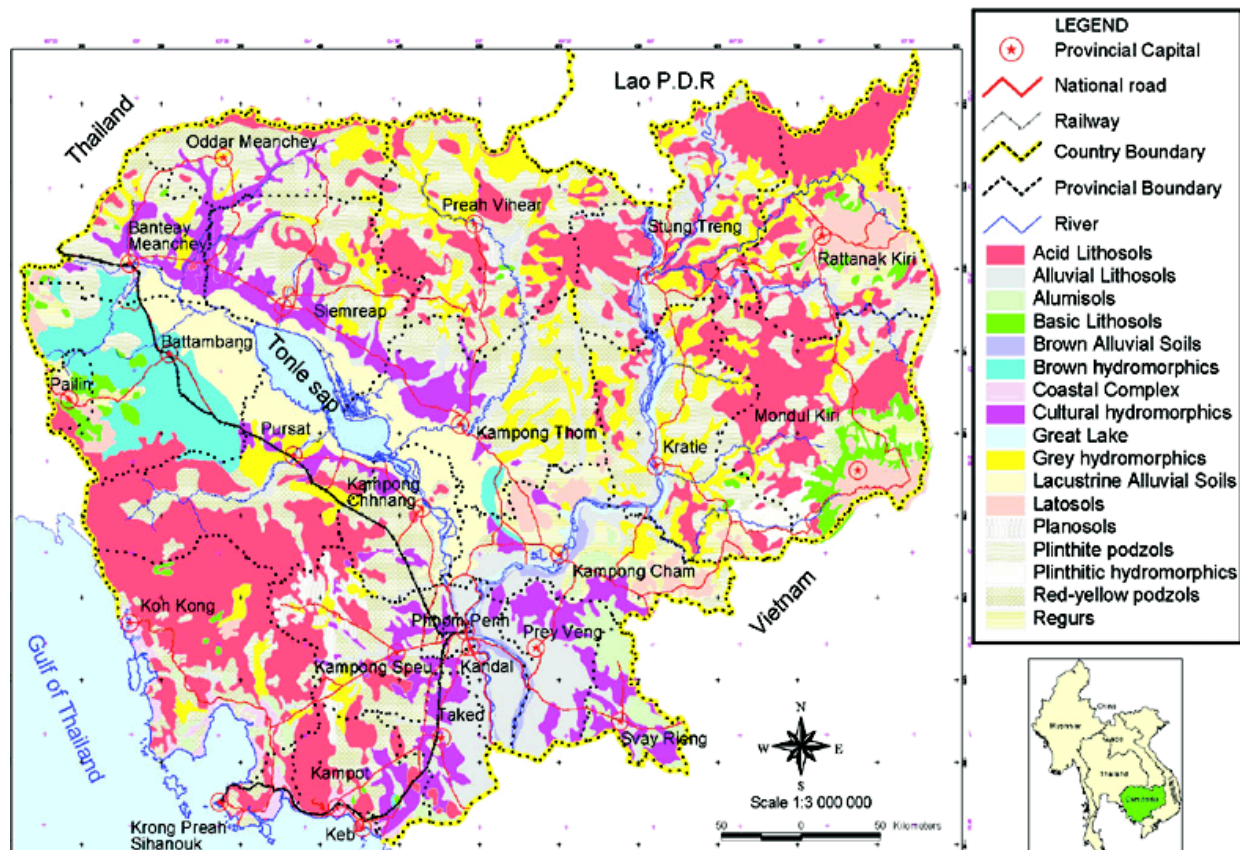 Thailand
Lao P.D.R
Oddar Meanchey
Preah Vihear
Stung Treng
Banteay
Meanchey
Rattanak Kiri
Siemreap
Battambang
Tonle sap
Pailin
Mondul Kiri
Pursat
Kampong Thom
Kratie
Kampong
Chhnang
Kampong Cham
Vietnam
Koh Kong
Phnom Penh
Prey Veng
Kampong Speu
Kandal
Gulf of Thailand
Taked
Svay Rieng
Kampot
Krong Preah
Sihanouk
Keb
N
W
E
S
Scale 1:3 000 000
50
0
50
Kilometers
LEGEND
Provincial Capital
National road
Railway
Country Boundary
Provincial Boundary
River
Acid Lithosols
Alluvial Lithosols
Alumisols
Basic Lithosols
Brown Alluvial Soils
Brown hydromorphics
Coastal Complex
Cultural hydromorphics
Great Lake
Grey hydromorphics
Lacustrine Alluvial Soils
Latosols
Planosols
Plinthite podzols
Plinthitic hydromorphics
Red-yellow podzols
Regurs
China
Myanmar
Thailand
Cambodia